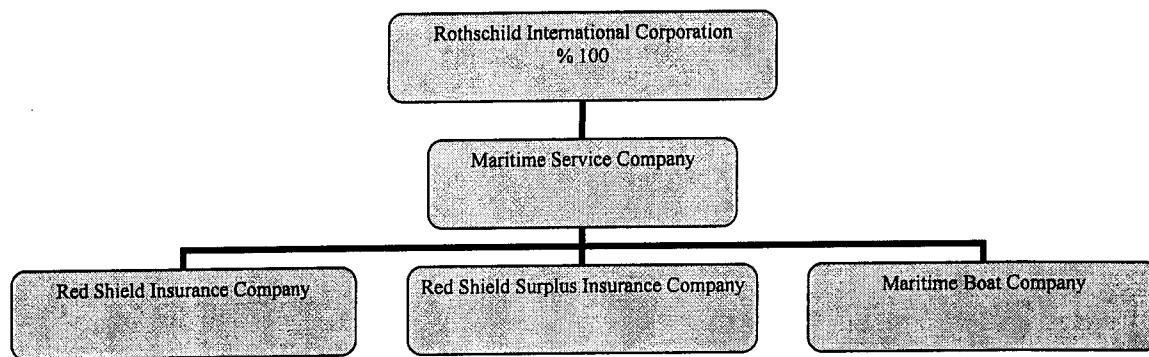 Rothschild International Corporation
% 100
Maritime Service Company
Red Shield Insurance Company
Red Shield Surplus Insurance Company
Maritime Boat Company